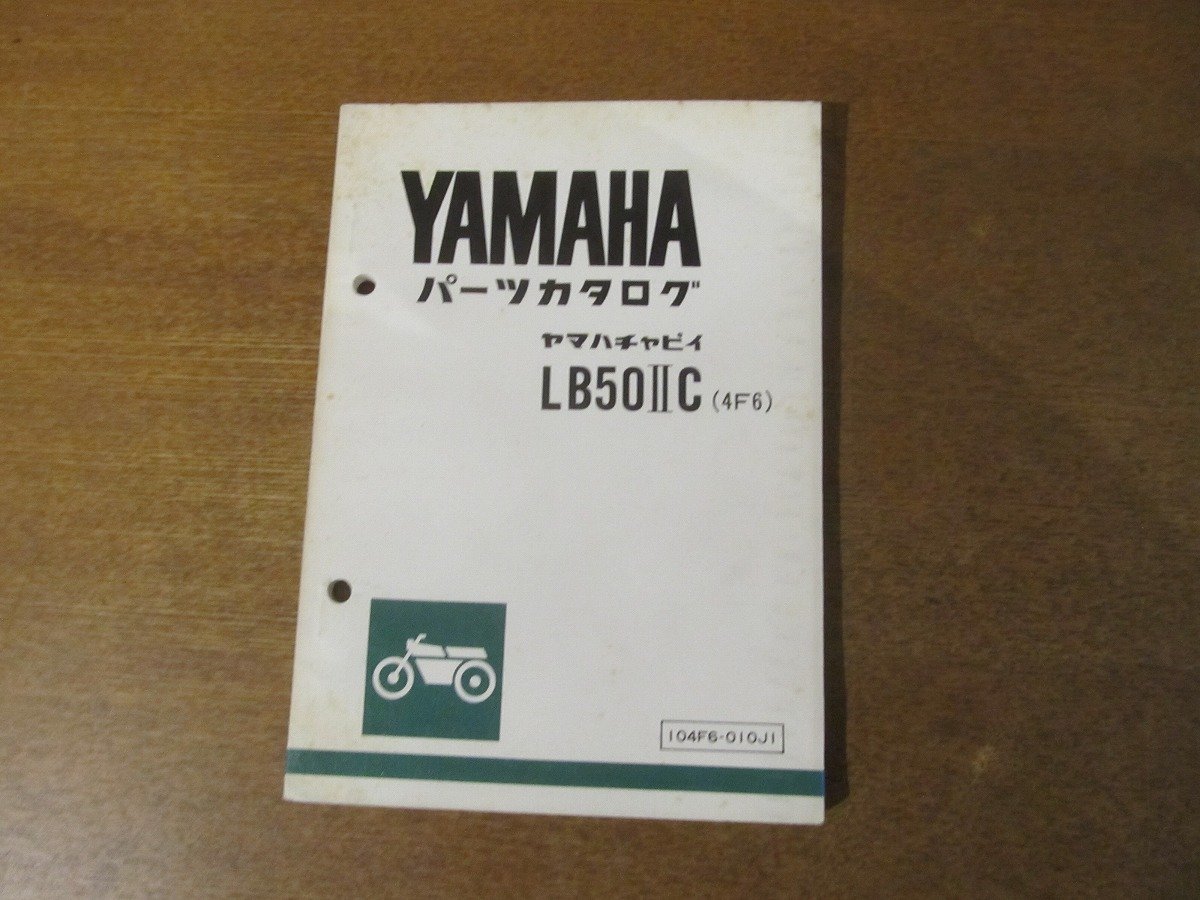 YAMAHA
パーツカタログ
ヤマハチャピイ
LB50ⅡC (4F6)
104F6-010J1